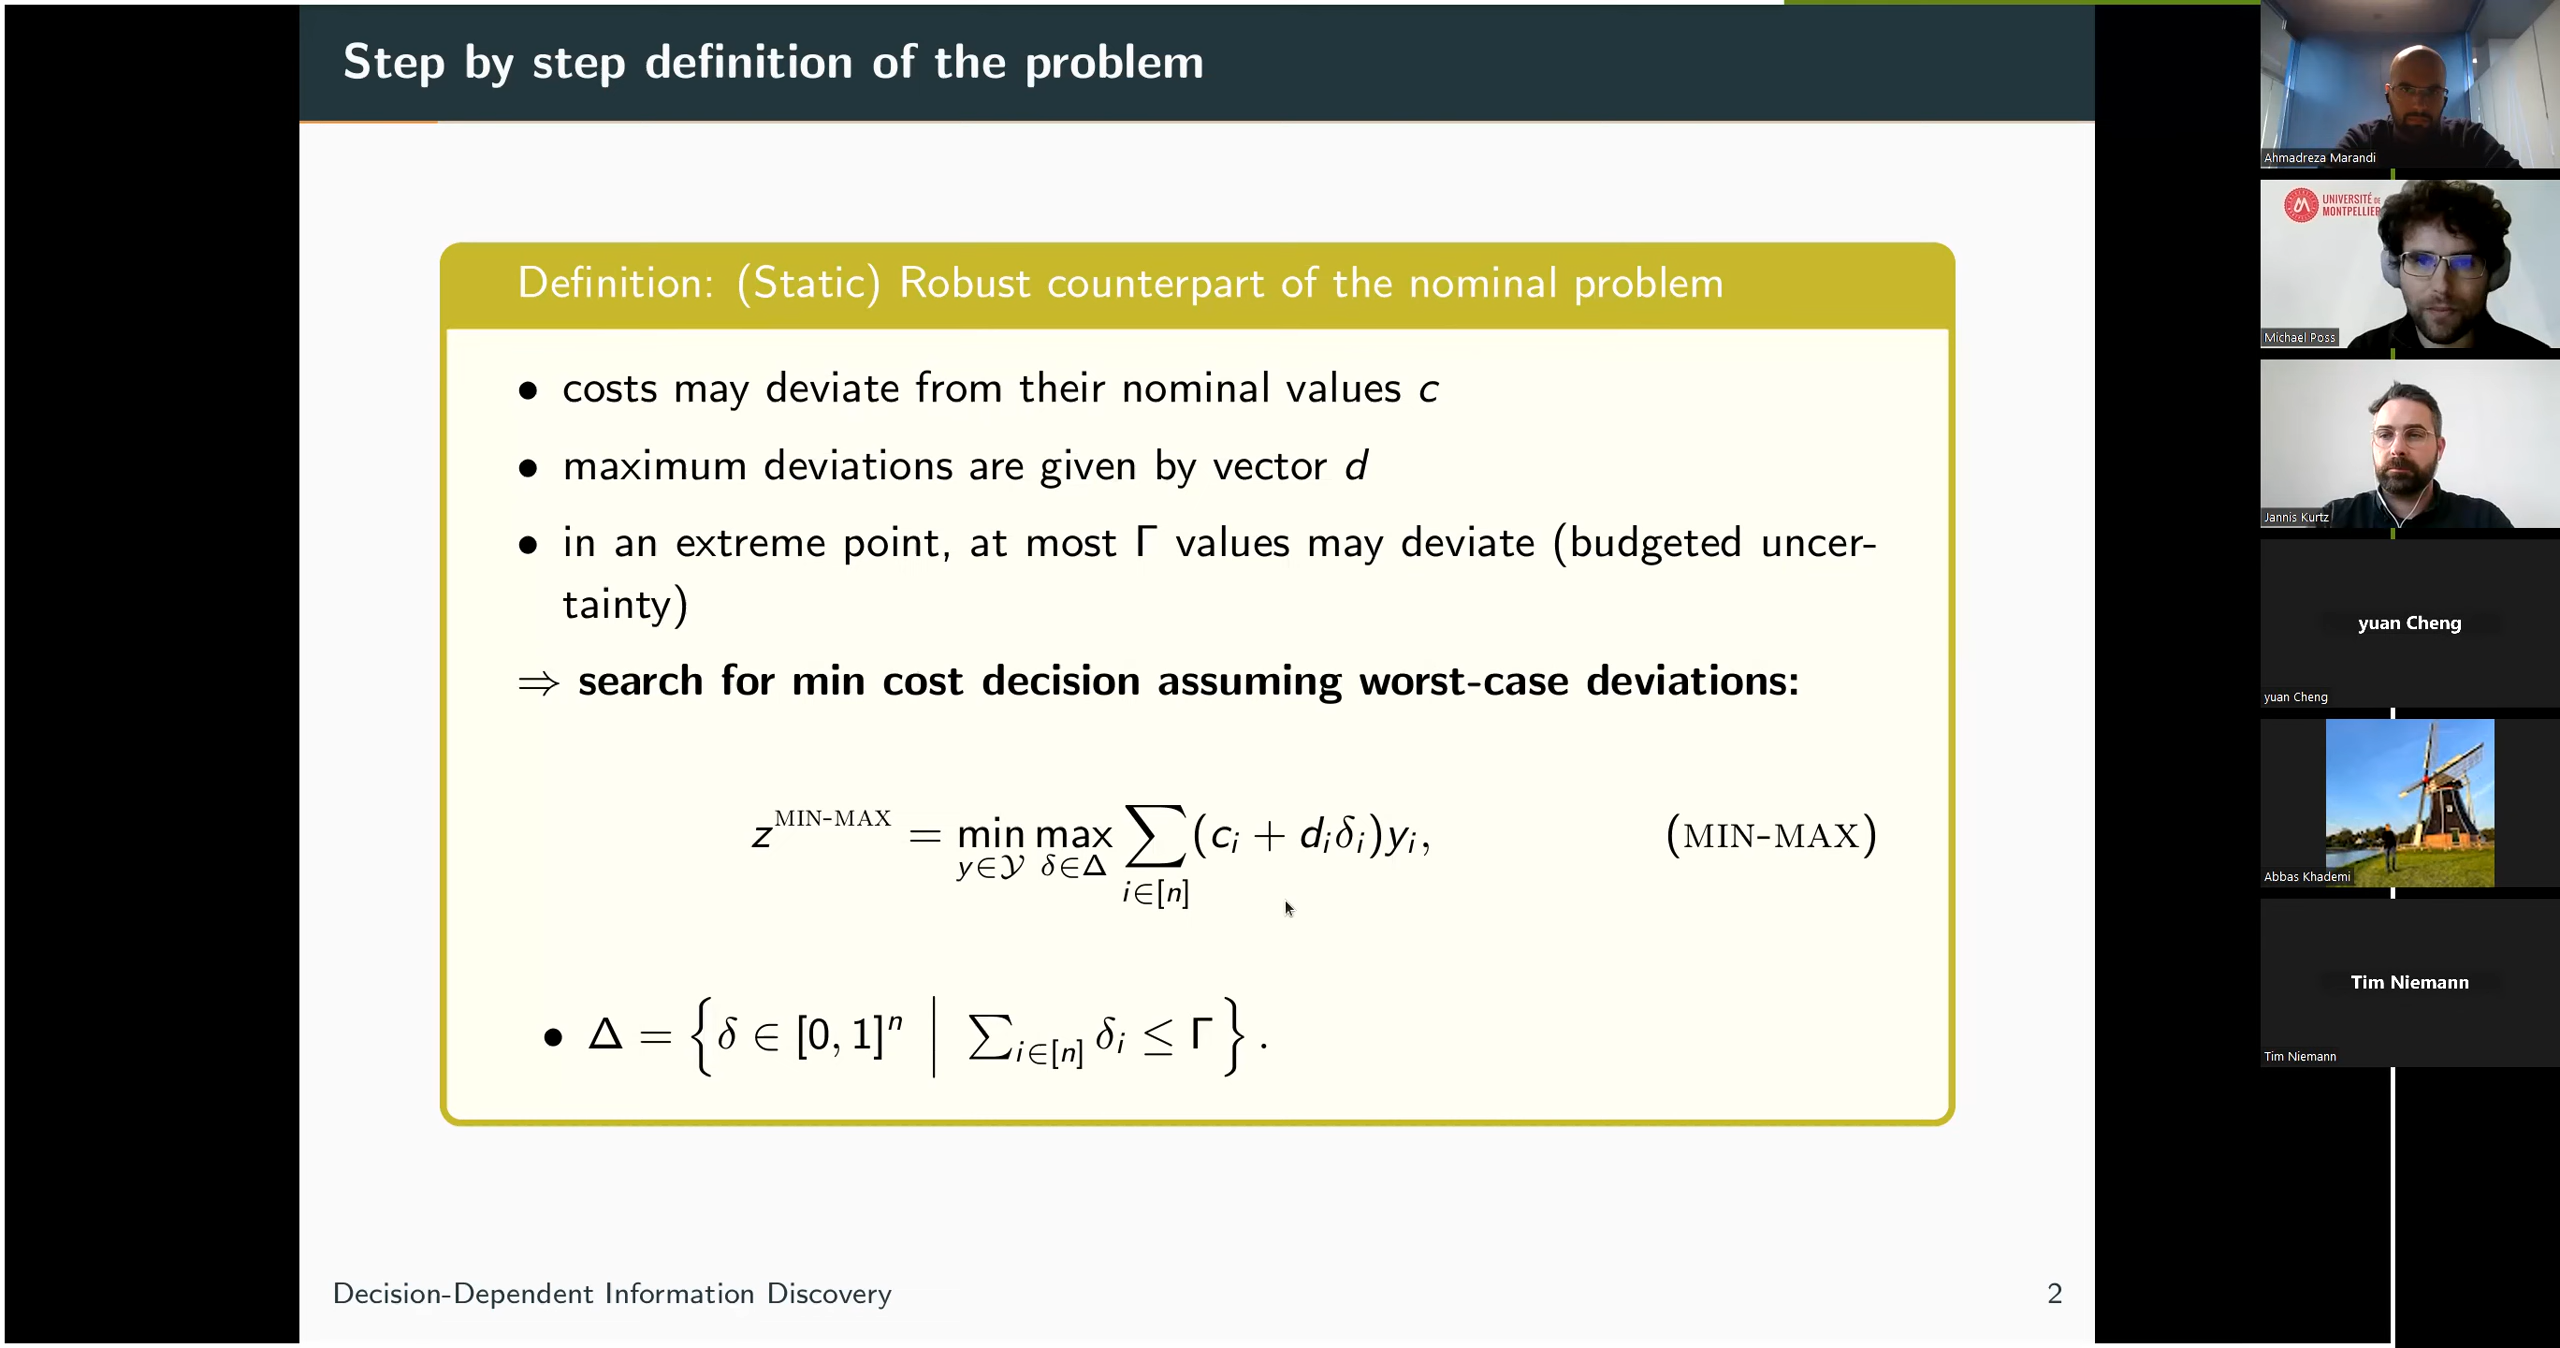 Step by step definition of the problem
Definition: (Static) Robust counterpart of the nominal problem
• costs may deviate from their nominal values c
• maximum deviations are given by vector d
• in an extreme point, at most Γ values may deviate (budgeted uncer-
tainty)
⇒ search for min cost decision assuming worst-case deviations:
z^{MIN-MAX} = min_{y∈𝒴} max_{δ∈Δ} ∑_{i∈[n]} (c_i + d_iδ_i)y_i, (MIN-MAX)
• Δ = {δ ∈ [0, 1]^n | ∑_{i∈[n]} δ_i ≤ Γ} .
Decision-Dependent Information Discovery
2
Ahmadreza Marandi
UNIVERSITÉ DE
MONTPELLIER
Michael Poss
Jannis Kurtz
yuan Cheng
yuan Cheng
Abbas Khademi
Tim Niemann
Tim Niemann